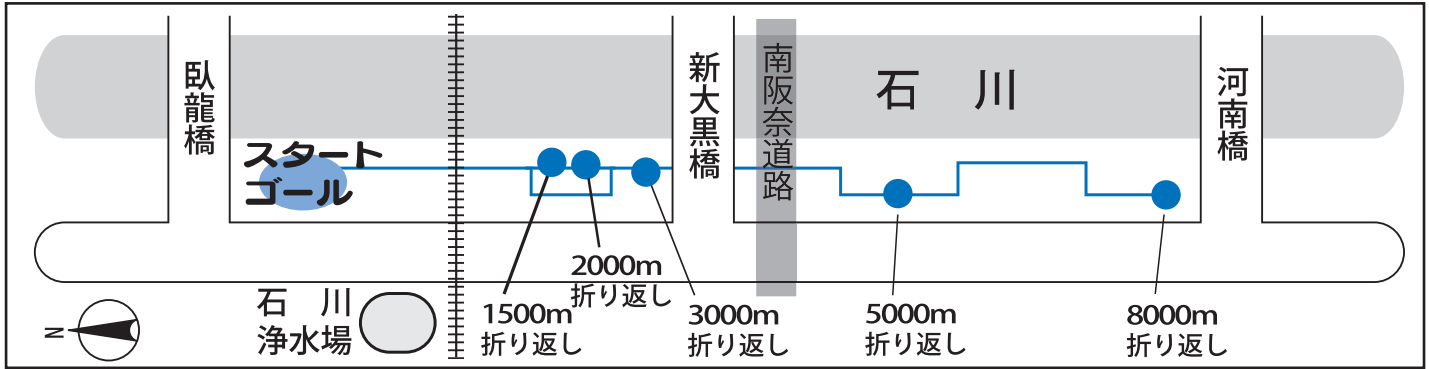 臥龍橋
新大黒橋
南阪奈道路
石　川
河南橋
スタート
ゴール
2000m
折り返し
1500m
折り返し
3000m
折り返し
5000m
折り返し
8000m
折り返し
石　川
浄水場
N